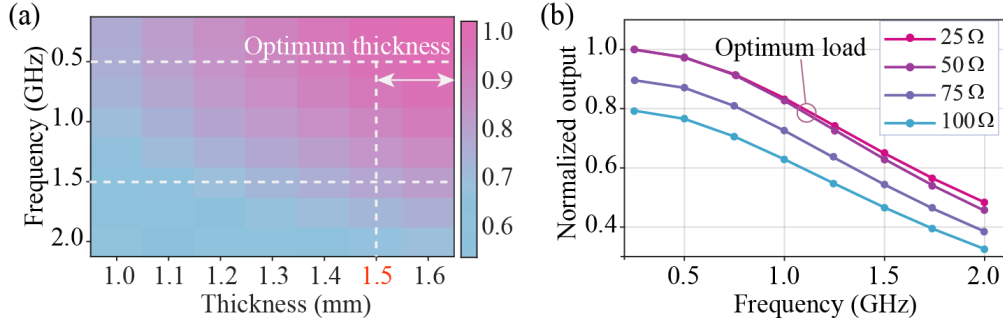 (a)
Frequency (GHz)
0.5
1.0
1.5
2.0
Optimum thickness
1.0 1.1 1.2 1.3 1.4 1.5 1.6
Thickness (mm)
1.0
0.9
0.8
0.7
0.6
(b)
Normalized output
1.0
0.8
0.6
0.4
Optimum load
25 Ω
50 Ω
75 Ω
100 Ω
0.5 1.0 1.5 2.0
Frequency (GHz)